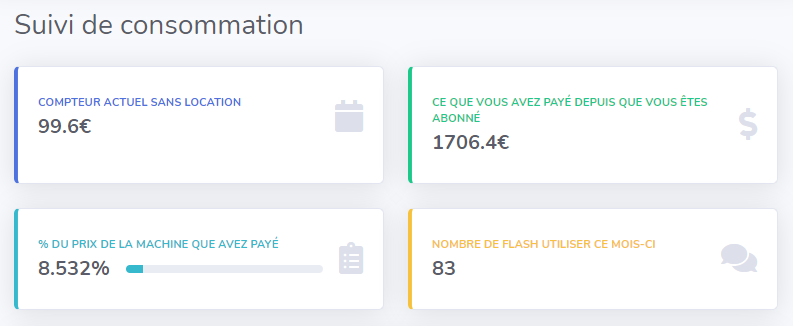 Suivi de consommation
COMPTEUR ACTUEL SANS LOCATION
99.6€
CE QUE VOUS AVEZ PAYÉ DEPUIS QUE VOUS ÊTES
ABONNÉ
1706.4€
% DU PRIX DE LA MACHINE QUE AVEZ PAYÉ
8.532%
NOMBRE DE FLASH UTILISER CE MOIS-CI
83